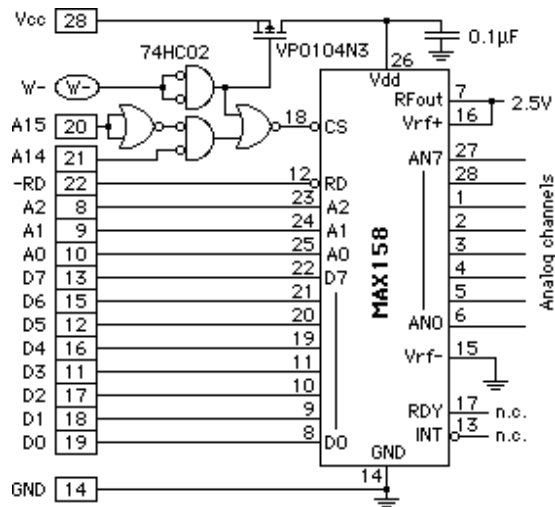 Vcc 28
74HC02 VP0104N3 0.1µF
26
Vdd
W- W-
RFout 7 2.5V
Vrf+ 16
A15 20 18 CS
A14 21 AN7 27
-RD 22 12 RD 28
A2 8 23 A2 1
A1 9 24 A1 2
A0 10 25 A0 3
D7 13 22 D7 4
D6 15 21 5
D5 12 20 AN0 6
D4 16 19
D3 11 11 Vrf- 15
D2 17 10
D1 18 9 RDY 17 n.c.
D0 19 8 D0 INT 13 n.c.
GND
GND 14 14
MAX158
Analog channels